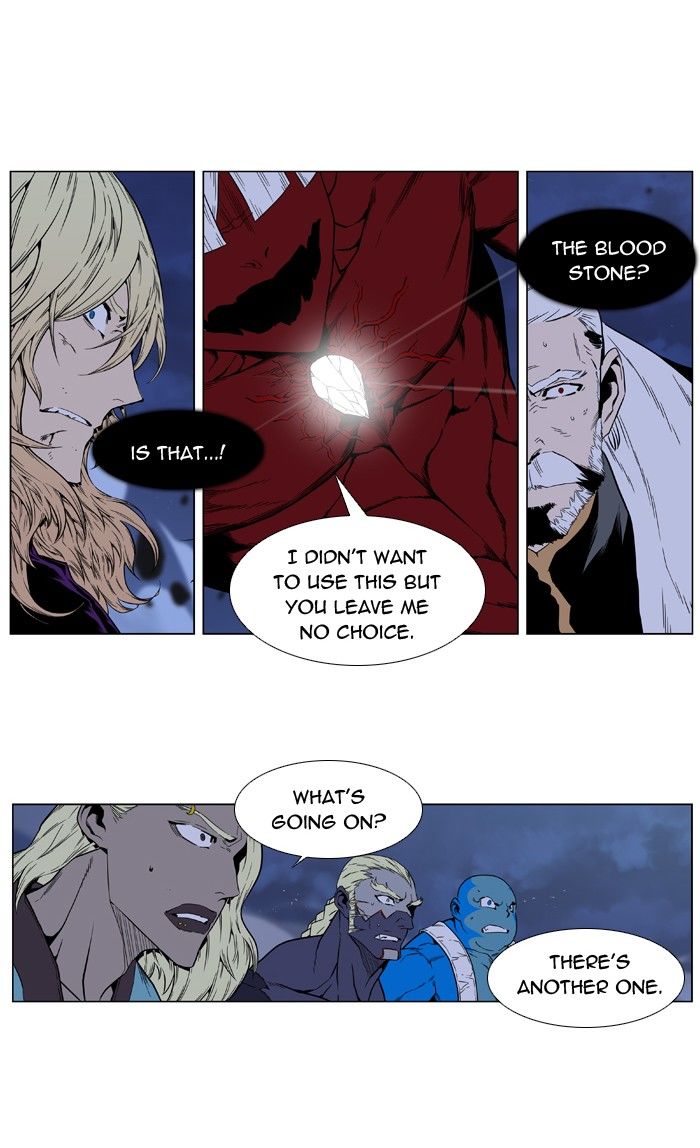 IS THAT...!
I DIDN'T WANT
TO USE THIS BUT
YOU LEAVE ME
NO CHOICE.
THE BLOOD
STONE?
WHAT'S
GOING ON?
THERE'S
ANOTHER ONE.